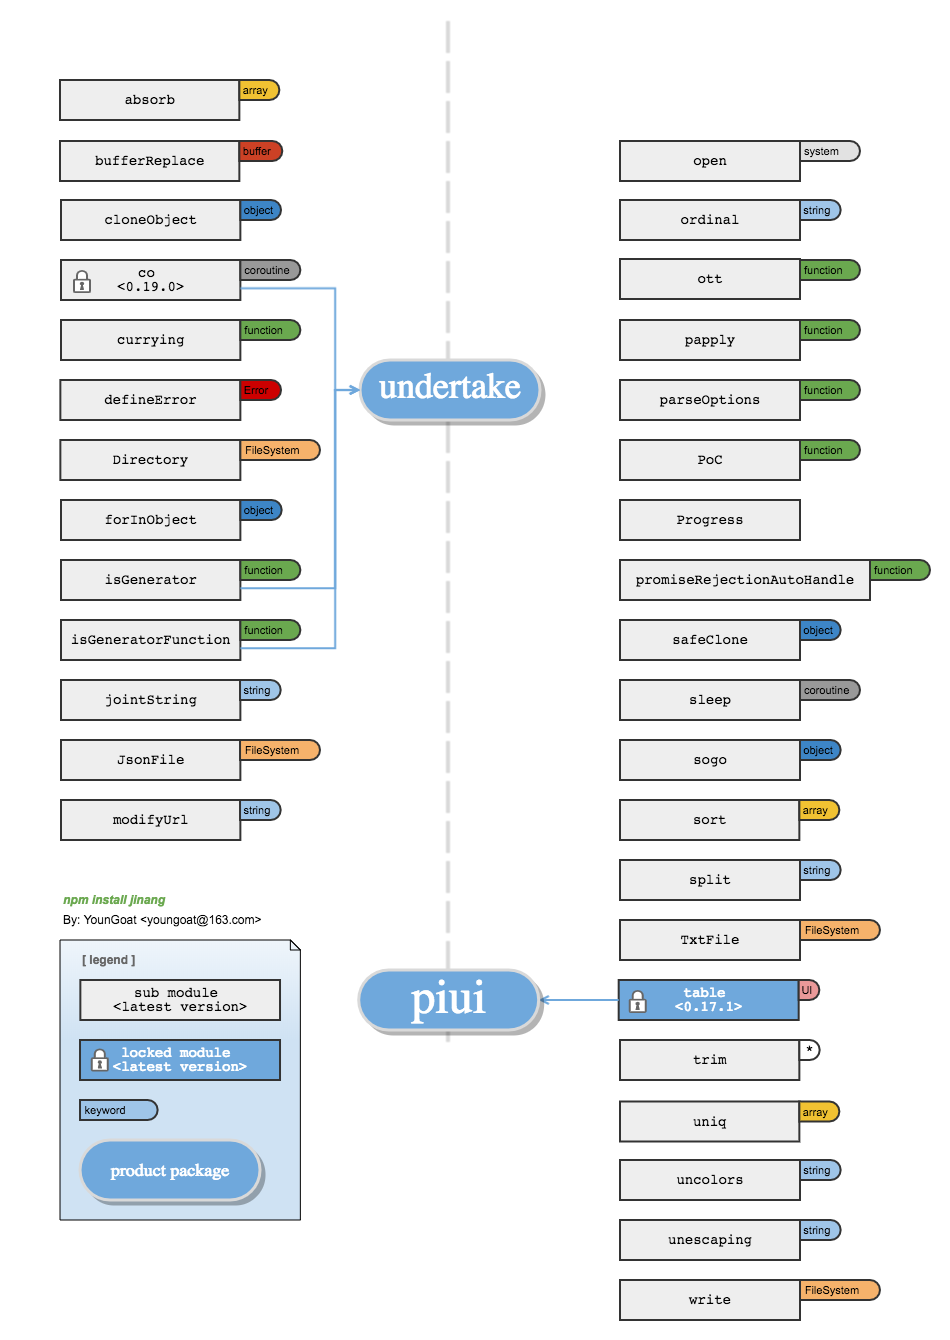 absorb
array
bufferReplace
buffer
cloneObject
object
co
<0.19.0>
coroutine
currying
function
defineError
Error
Directory
FileSystem
forInObject
object
isGenerator
function
isGeneratorFunction
function
jointString
string
JsonFile
FileSystem
modifyUrl
string
undertake
piui
open
system
ordinal
string
ott
function
papply
function
parseOptions
function
PoC
function
Progress
promiseRejectionAutoHandle
function
safeClone
object
sleep
coroutine
sogo
object
sort
array
split
string
TxtFile
FileSystem
table
<0.17.1>
UI
trim
*
uniq
array
uncolors
string
unescaping
string
write
FileSystem
npm install jinang
By: YounGoat <youngoat@163.com>
[ legend ]
sub module
<latest version>
locked module
<latest version>
keyword
product package